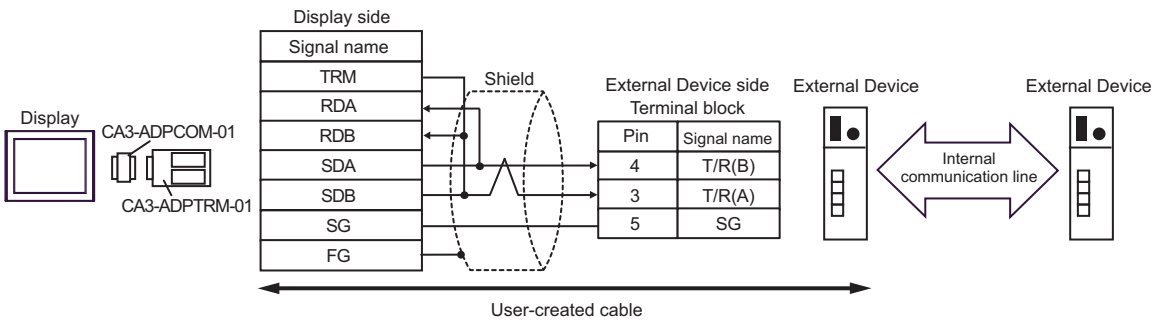 Display side
Signal name
TRM
RDA
RDB
SDA
SDB
SG
FG
Shield
Display
CA3-ADPCOM-01
CA3-ADPTRM-01
External Device side
Terminal block
Pin Signal name
4 T/R(B)
3 T/R(A)
5 SG
External Device
Internal
communication line
External Device
User-created cable